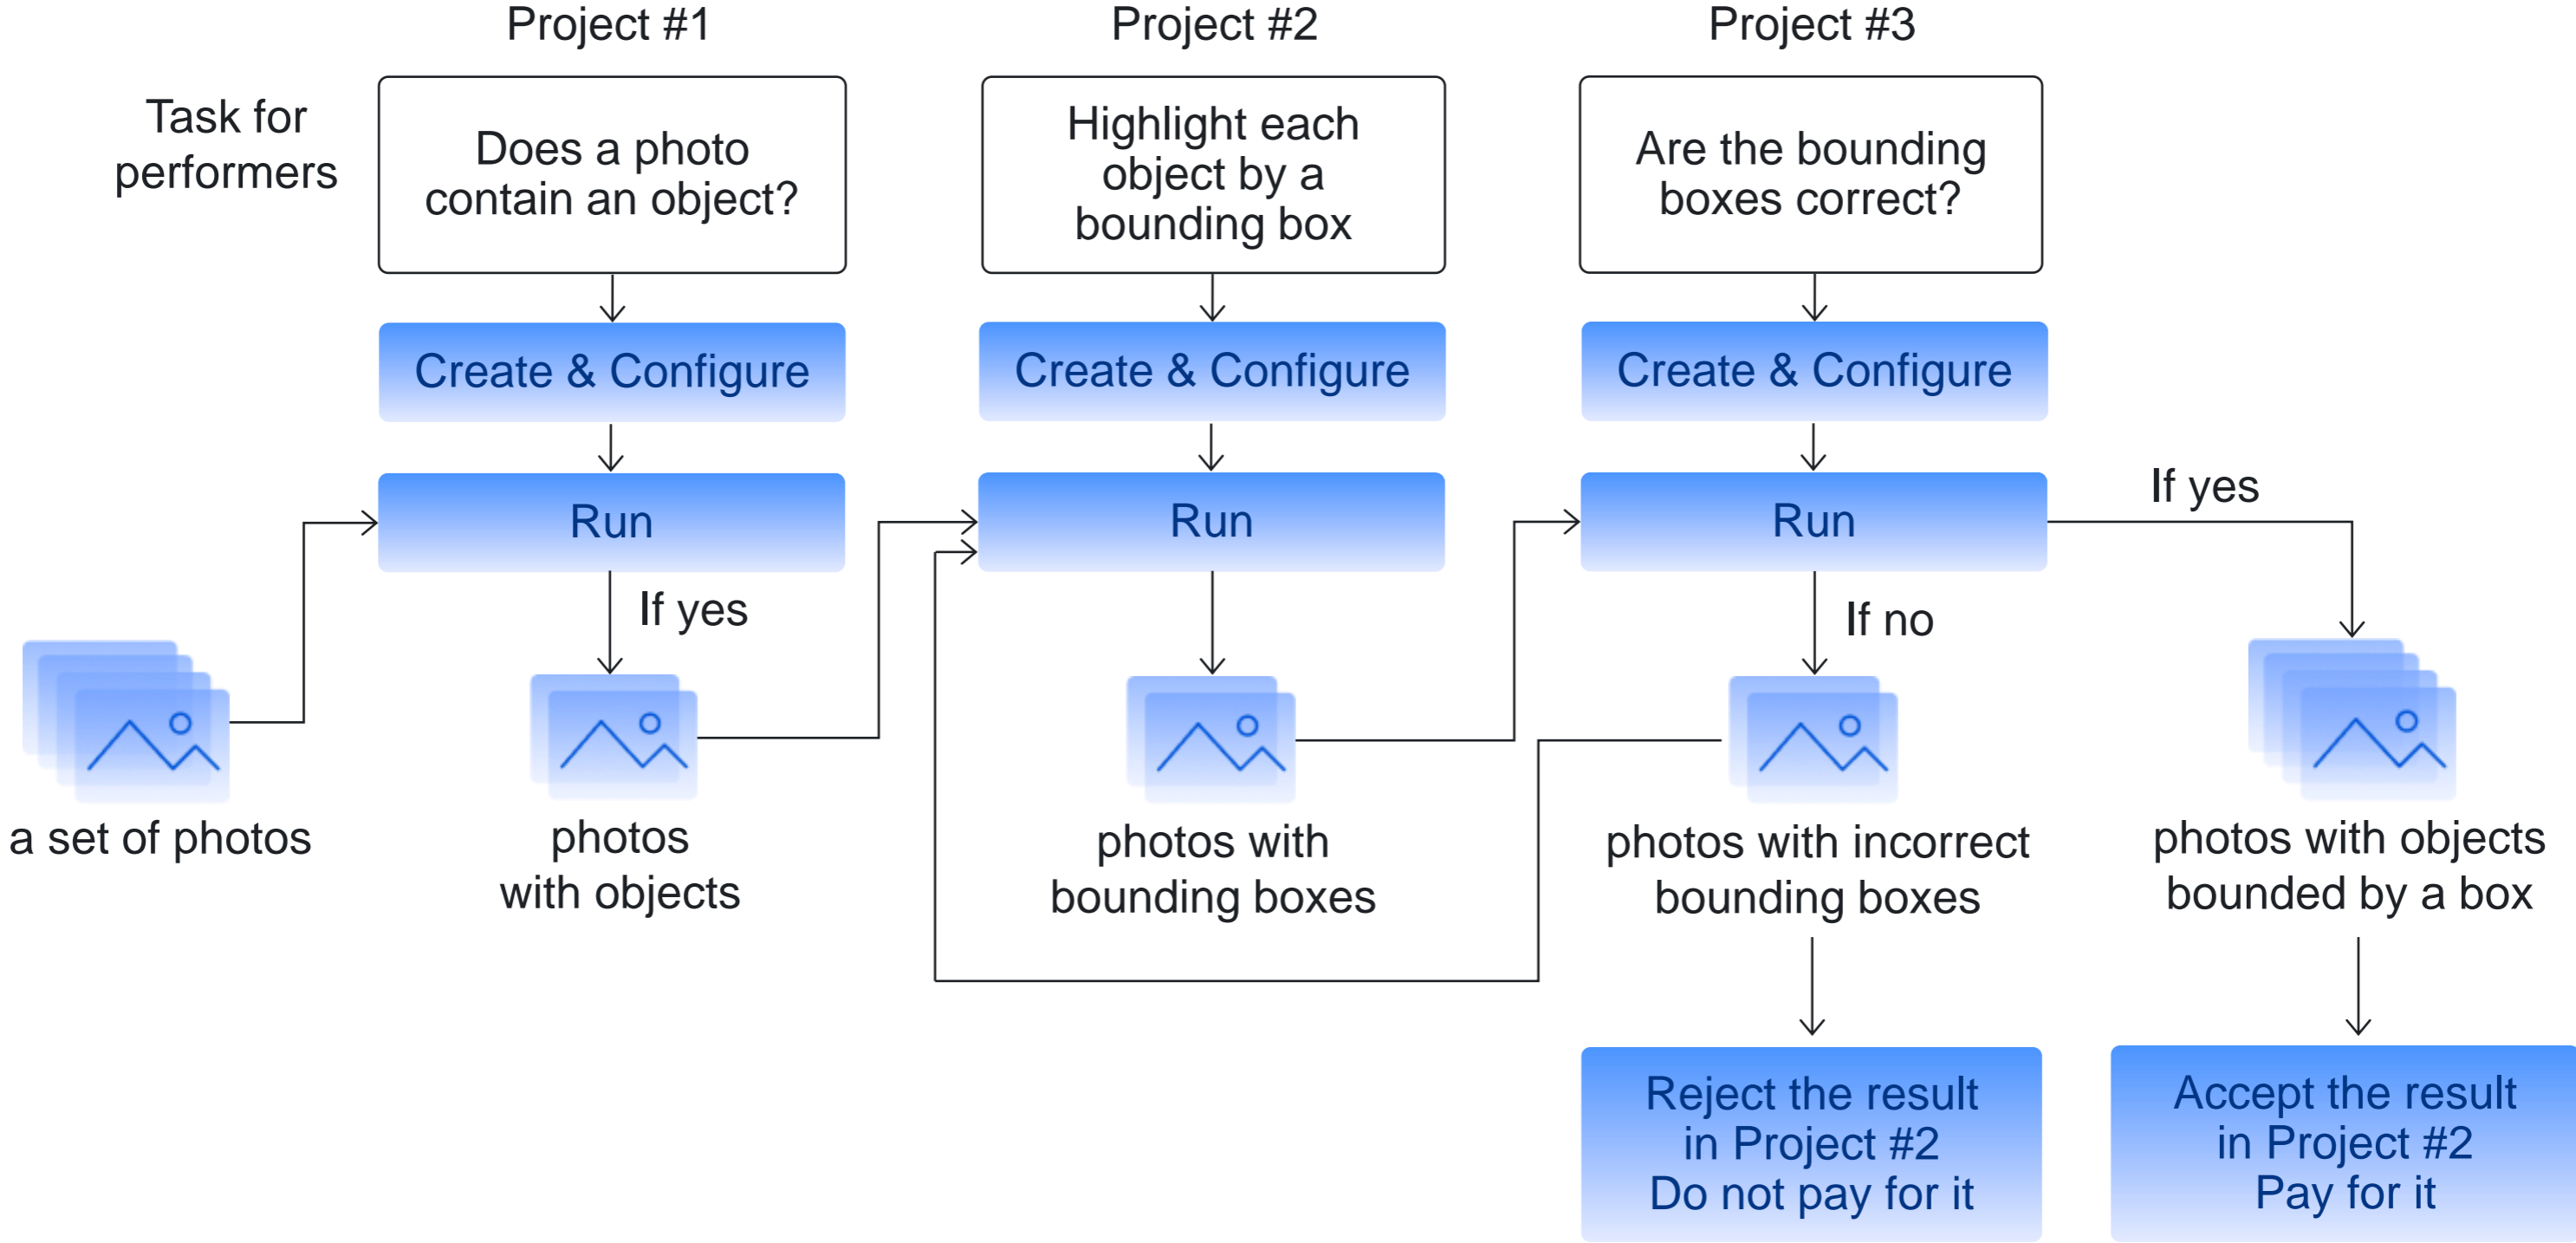 Project #1
Project #2
Project #3
Task for
performers
Does a photo
contain an object?
Highlight each
object by a
bounding box
Are the bounding
boxes correct?
Create & Configure
Create & Configure
Create & Configure
Run
Run
Run
If yes
If yes
If no
a set of photos
photos
with objects
photos with
bounding boxes
photos with incorrect
bounding boxes
photos with objects
bounded by a box
Reject the result
in Project #2
Do not pay for it
Accept the result
in Project #2
Pay for it